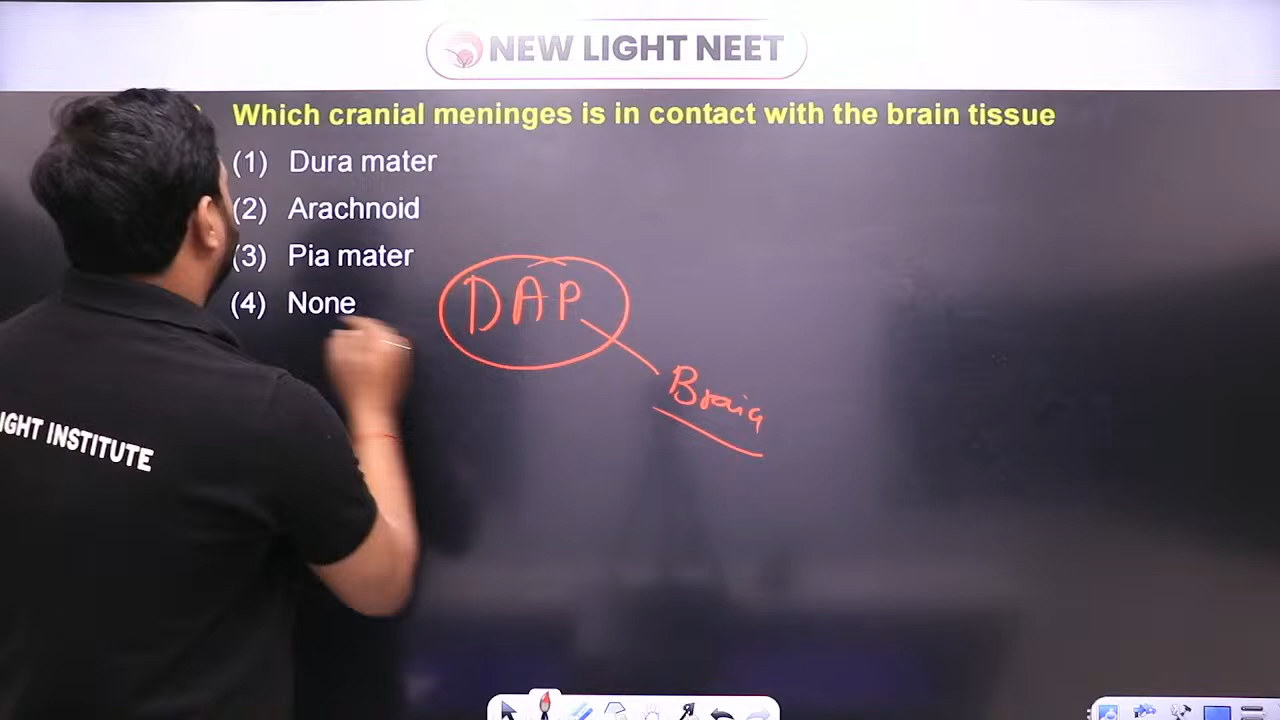 NEW LIGHT NEET
Which cranial meninges is in contact with the brain tissue
(1) Dura mater
(2) Arachnoid
(3) Pia mater
(4) None
DAP
Brain
IGHT INSTITUTE